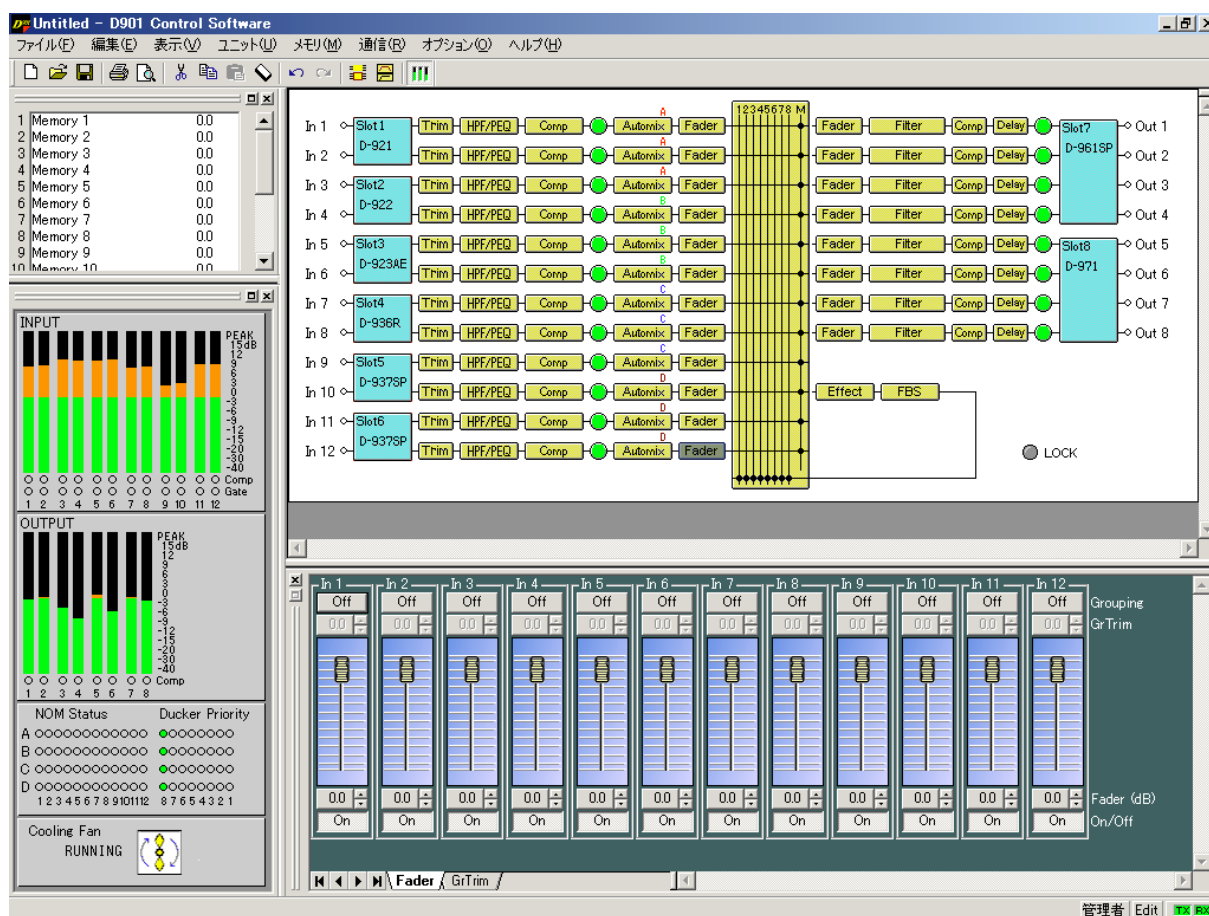 Untitled - D901 Control Software
ファイル(F) 編集(E) 表示(V) ユニット(U) メモリ(M) 通信(R) オプション(O) ヘルプ(H)
1 Memory 1 0.0
2 Memory 2 0.0
3 Memory 3 0.0
4 Memory 4 0.0
5 Memory 5 0.0
6 Memory 6 0.0
7 Memory 7 0.0
8 Memory 8 0.0
9 Memory 9 0.0
10 Memory 10 0.0
INPUT
PEAK
15dB
12
9
6
3
0
-3
-6
-9
-12
-15
-20
-30
-40
Comp
Gate
1 2 3 4 5 6 7 8 9 10 11 12
OUTPUT
PEAK
15dB
12
9
6
3
0
-3
-6
-9
-12
-15
-20
-30
-40
Comp
1 2 3 4 5 6 7 8
NOM Status Ducker Priority
A
B
C
D
1 2 3 4 5 6 7 8 9 10 11 12 8 7 6 5 4 3 2 1
Cooling Fan
RUNNING
12345678 M
A
In 1 Slot1 Trim HPF/PEQ Comp Automix Fader Fader Filter Comp Delay Slot7 Out 1
D-921 D-961SP
A
In 2 Trim HPF/PEQ Comp Automix Fader Fader Filter Comp Delay Out 2
A
In 3 Slot2 Trim HPF/PEQ Comp Automix Fader Fader Filter Comp Delay Out 3
D-922
B
In 4 Trim HPF/PEQ Comp Automix Fader Fader Filter Comp Delay Out 4
B
In 5 Slot3 Trim HPF/PEQ Comp Automix Fader Fader Filter Comp Delay Slot8 Out 5
D-923AE D-971
B
In 6 Trim HPF/PEQ Comp Automix Fader Fader Filter Comp Delay Out 6
C
In 7 Slot4 Trim HPF/PEQ Comp Automix Fader Fader Filter Comp Delay Out 7
D-936R
C
In 8 Trim HPF/PEQ Comp Automix Fader Fader Filter Comp Delay Out 8
C
In 9 Slot5 Trim HPF/PEQ Comp Automix Fader
D-937SP
D
In 10 Trim HPF/PEQ Comp Automix Fader Effect FBS
D
In 11 Slot6 Trim HPF/PEQ Comp Automix Fader
D-937SP
D
In 12 Trim HPF/PEQ Comp Automix Fader
LOCK
In 1 In 2 In 3 In 4 In 5 In 6 In 7 In 8 In 9 In 10 In 11 In 12
Off Off Off Off Off Off Off Off Off Off Off Off Grouping
0.0 0.0 0.0 0.0 0.0 0.0 0.0 0.0 0.0 0.0 0.0 0.0 GrTrim
0.0 0.0 0.0 0.0 0.0 0.0 0.0 0.0 0.0 0.0 0.0 0.0 Fader (dB)
On On On On On On On On On On On On On/Off
Fader GrTrim
管理者 Edit TX RX